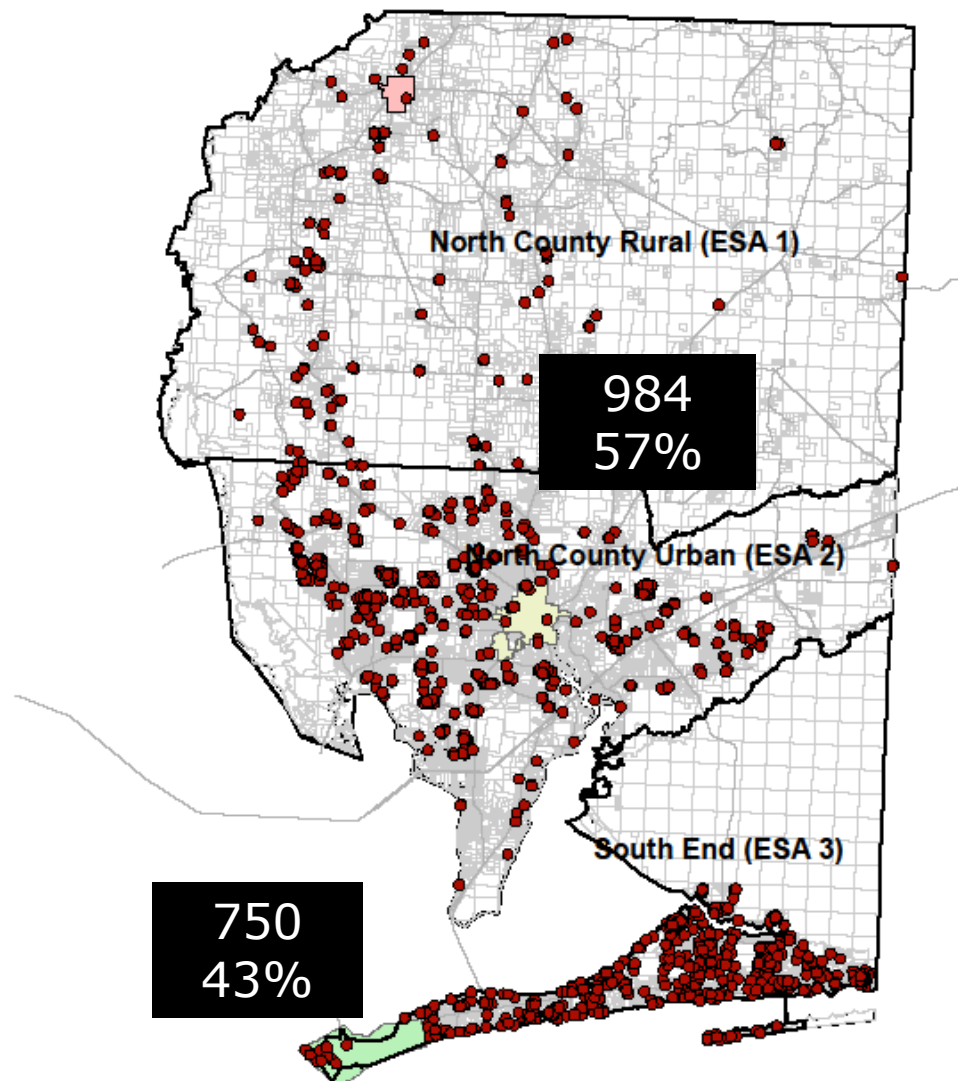 North County Rural (ESA 1)
984
57%
North County Urban (ESA 2)
South End (ESA 3)
750
43%